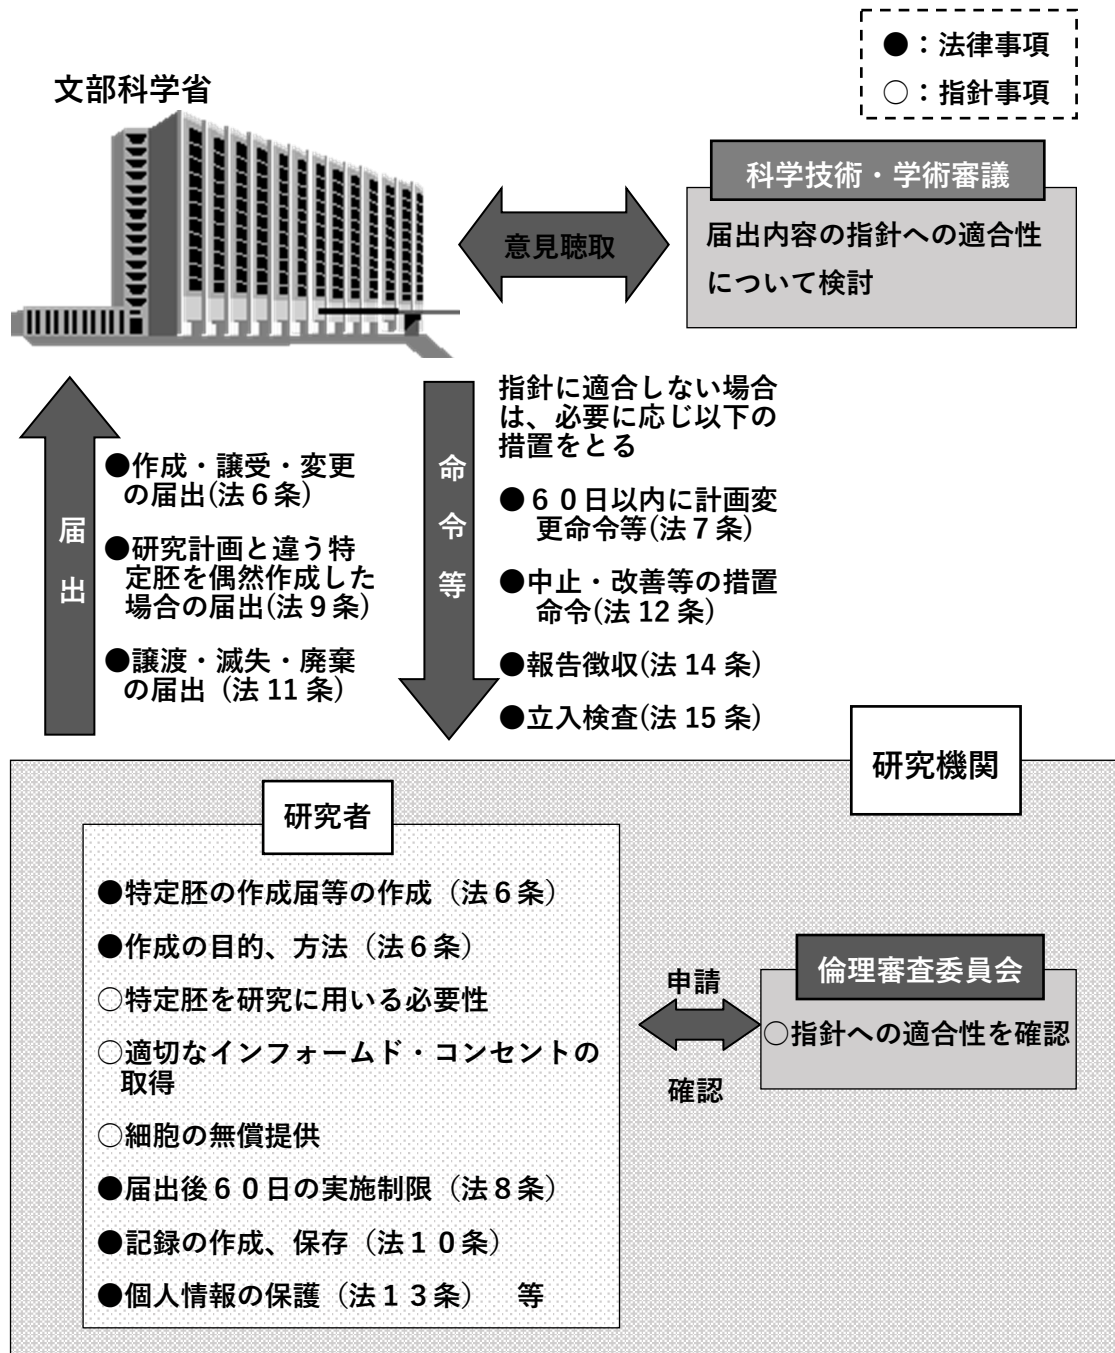 ●：法律事項
○：指針事項
文部科学省
科学技術・学術審議
届出内容の指針への適合性
について検討
意見聴取
届出
●作成・譲受・変更
の届出(法６条)
●研究計画と違う特
定胚を偶然作成した
場合の届出(法９条)
●譲渡・滅失・廃棄
の届出（法 11 条）
命令等
指針に適合しない場合
は、必要に応じ以下の
措置をとる
●６０日以内に計画変
更命令等(法７条)
●中止・改善等の措置
命令(法 12 条)
●報告徴収(法 14 条)
●立入検査(法 15 条)
研究機関
研究者
●特定胚の作成届等の作成（法６条）
●作成の目的、方法（法６条）
○特定胚を研究に用いる必要性
○適切なインフォームド・コンセントの
取得
○細胞の無償提供
●届出後６０日の実施制限（法８条）
●記録の作成、保存（法１０条）
●個人情報の保護（法１３条）　等
申請
確認
倫理審査委員会
○指針への適合性を確認